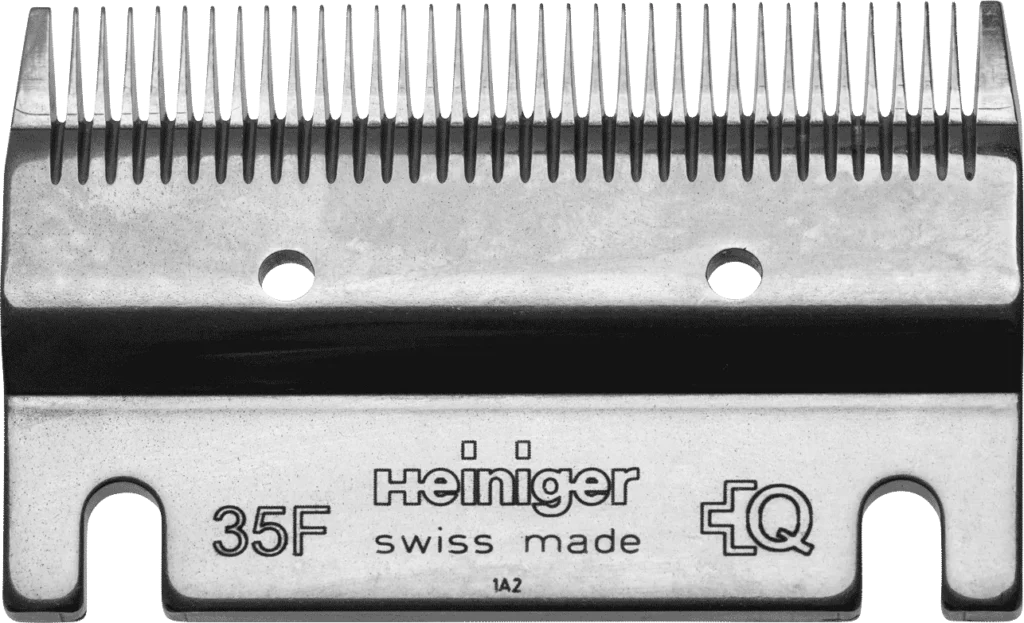 Heiniger
35F swiss made +Q
1A2